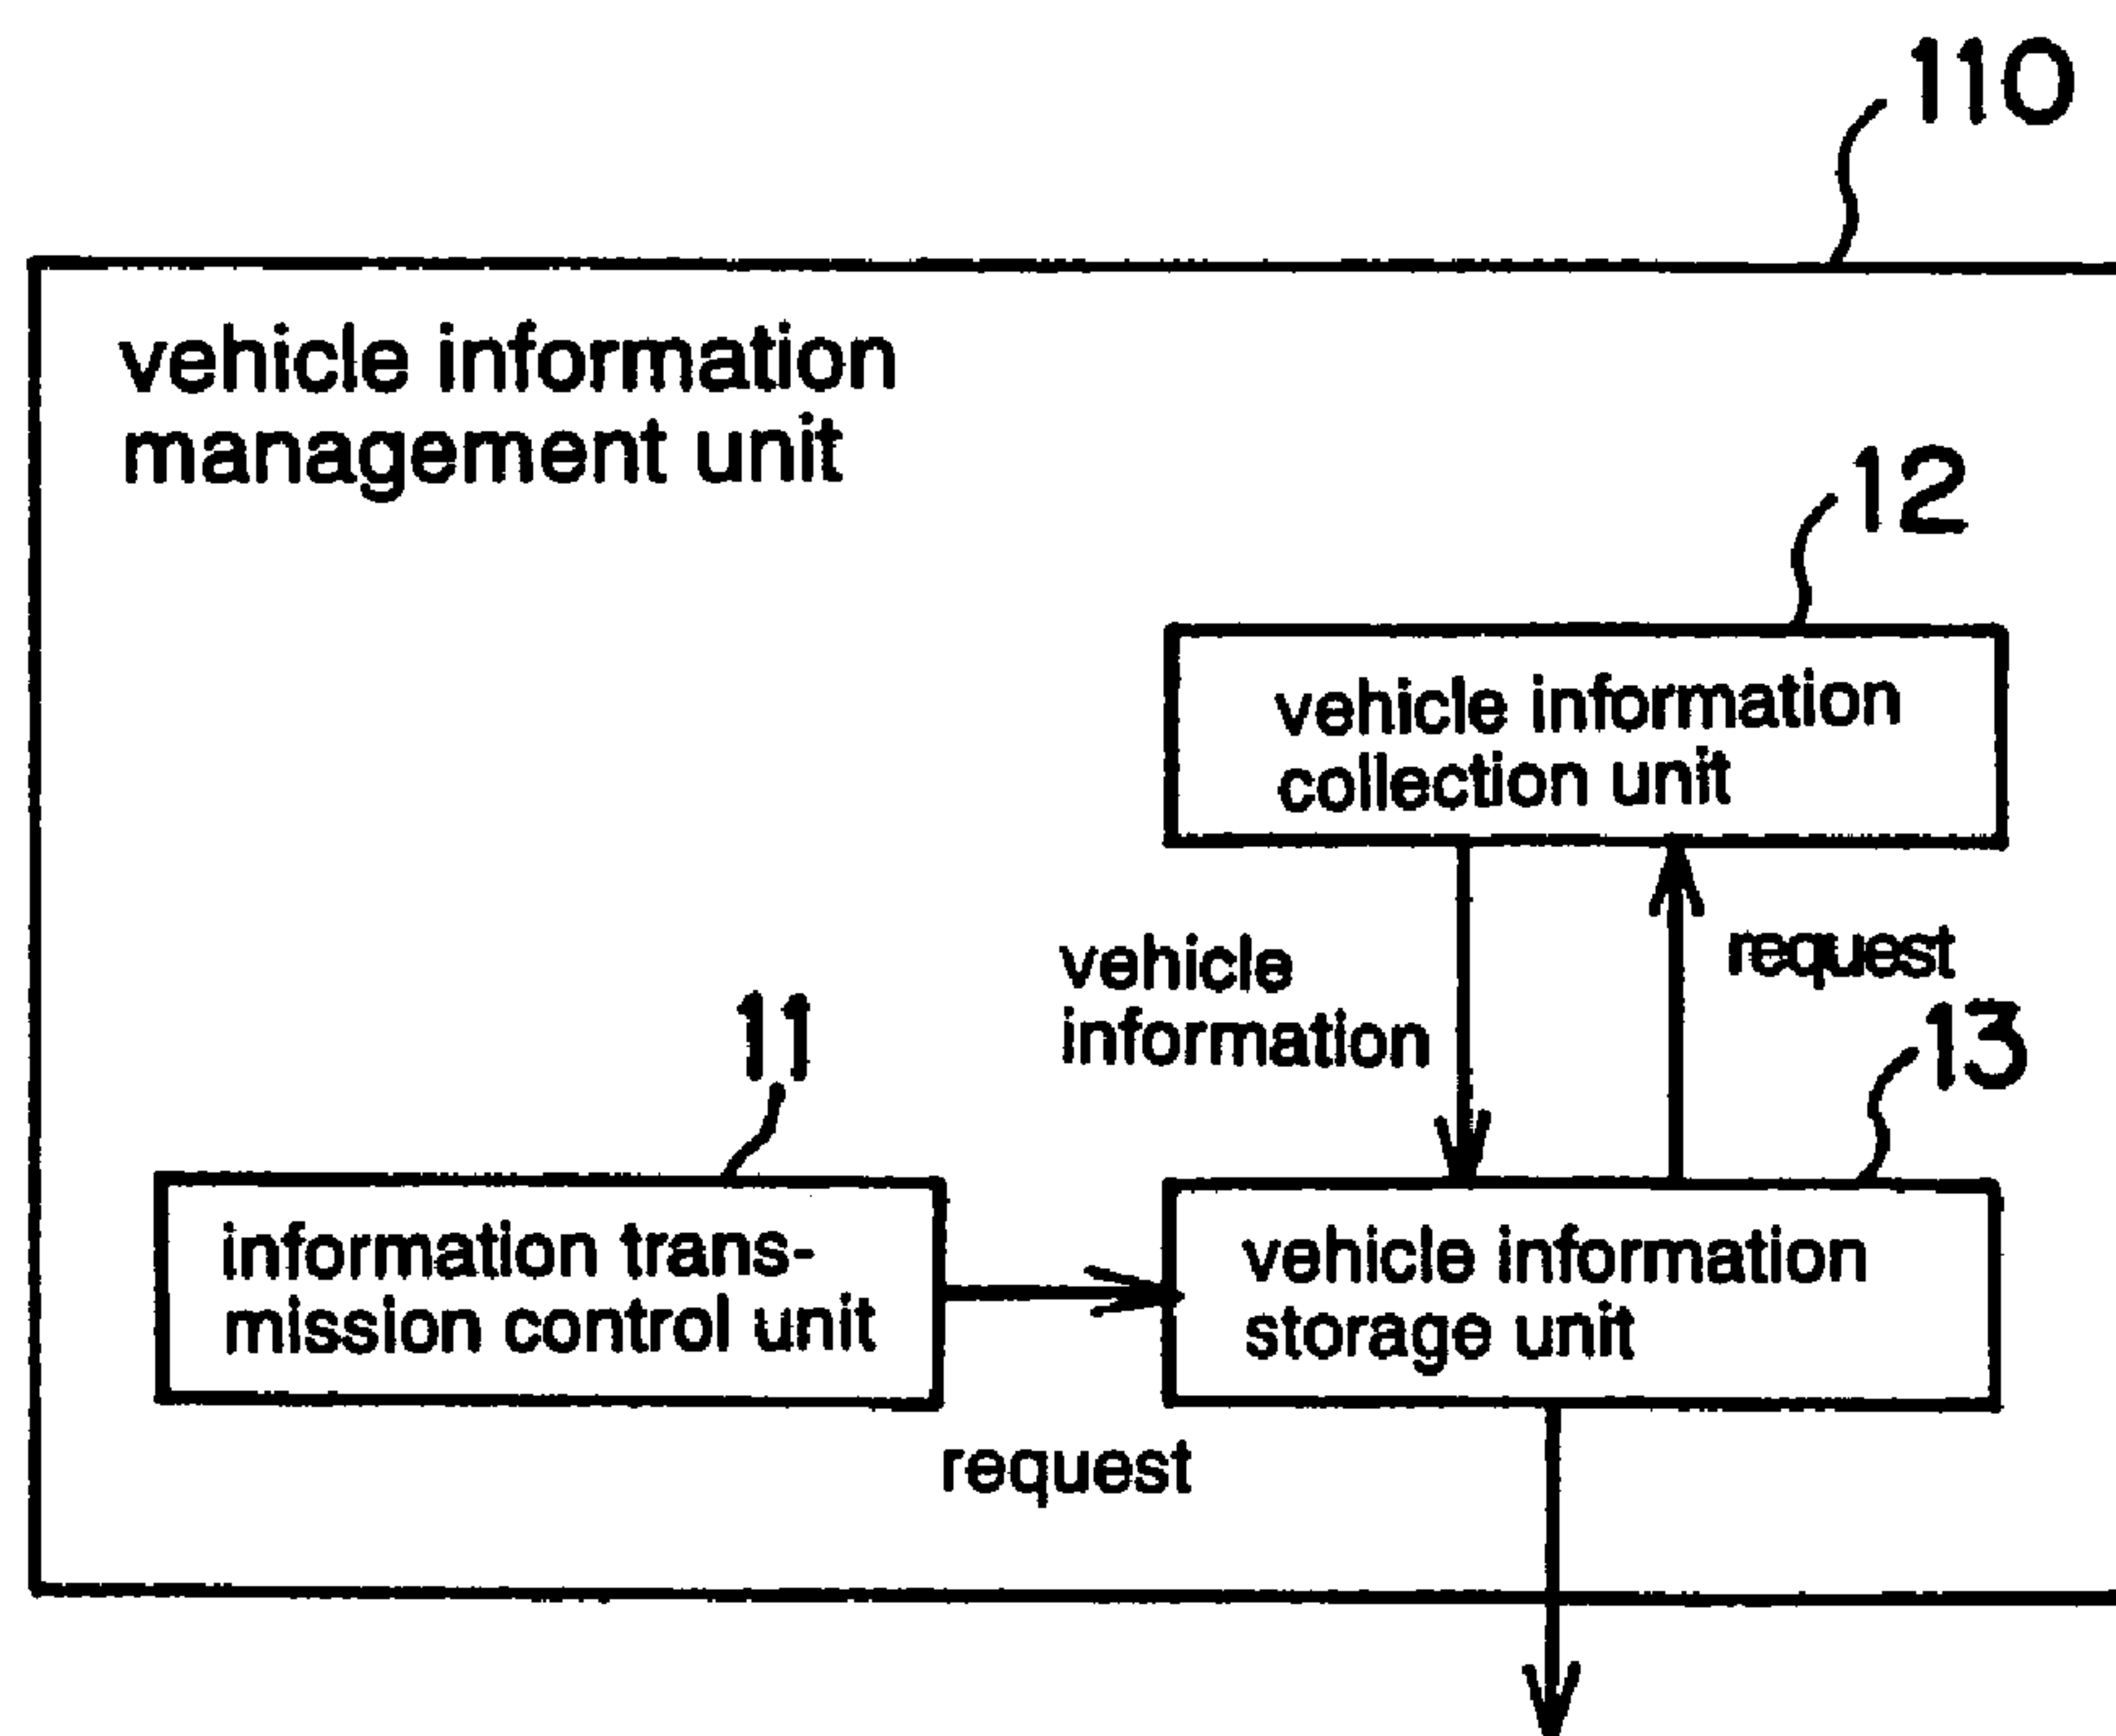 110
vehicle information
management unit
12
vehicle information
collection unit
vehicle
information
request
11
13
information trans-
mission control unit
vehicle information
storage unit
request